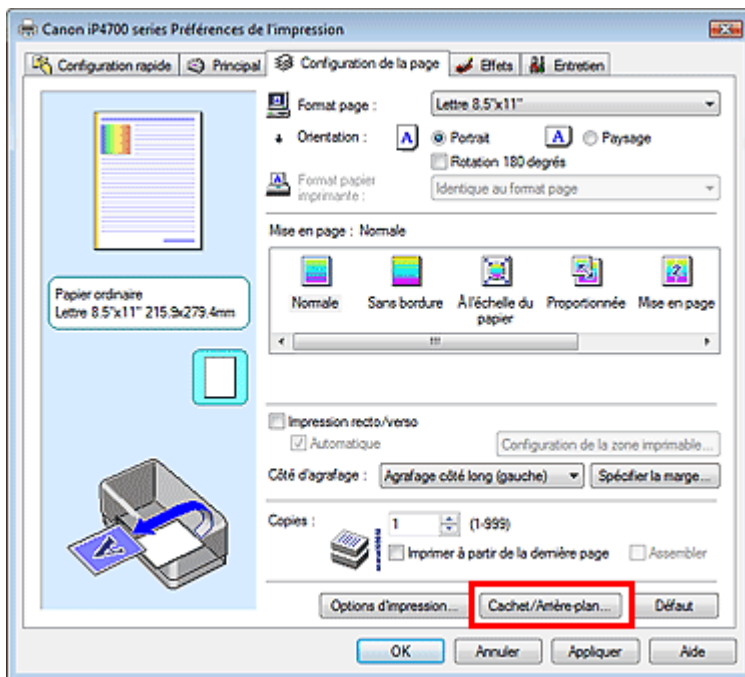 Canon iP4700 series Préférences de l'impression
Configuration rapide Principal Configuration de la page Effets Entretien
Format page : Lettre 8.5"x11"
Orientation : A Portrait A Paysage
Rotation 180 degrés
Format papier imprimante : Identique au format page
Mise en page : Normale
Normale Sans bordure À l'échelle du papier Proportionnée Mise en page
Papier ordinaire
Lettre 8.5"x11" 215.9x279.4mm
Impression recto/verso
Automatique Configuration de la zone imprimable...
Côté d'agrafage : Agrafage côté long (gauche) Spécifier la marge...
Copies : 1 (1-999)
Imprimer à partir de la dernière page Assembler
Options d'impression... Cachet/Arrière-plan... Défaut
OK Annuler Appliquer Aide